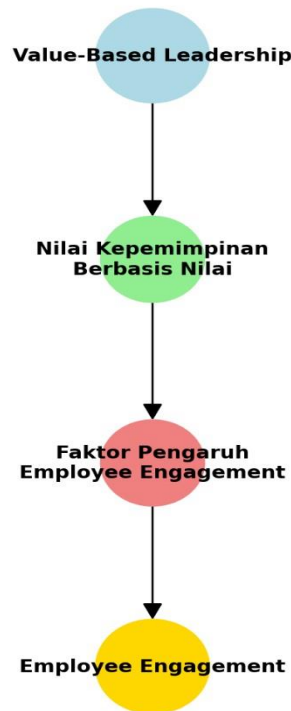 Value-Based Leadership
Nilai Kepemimpinan
Berbasis Nilai
Faktor Pengaruh
Employee Engagement
Employee Engagement